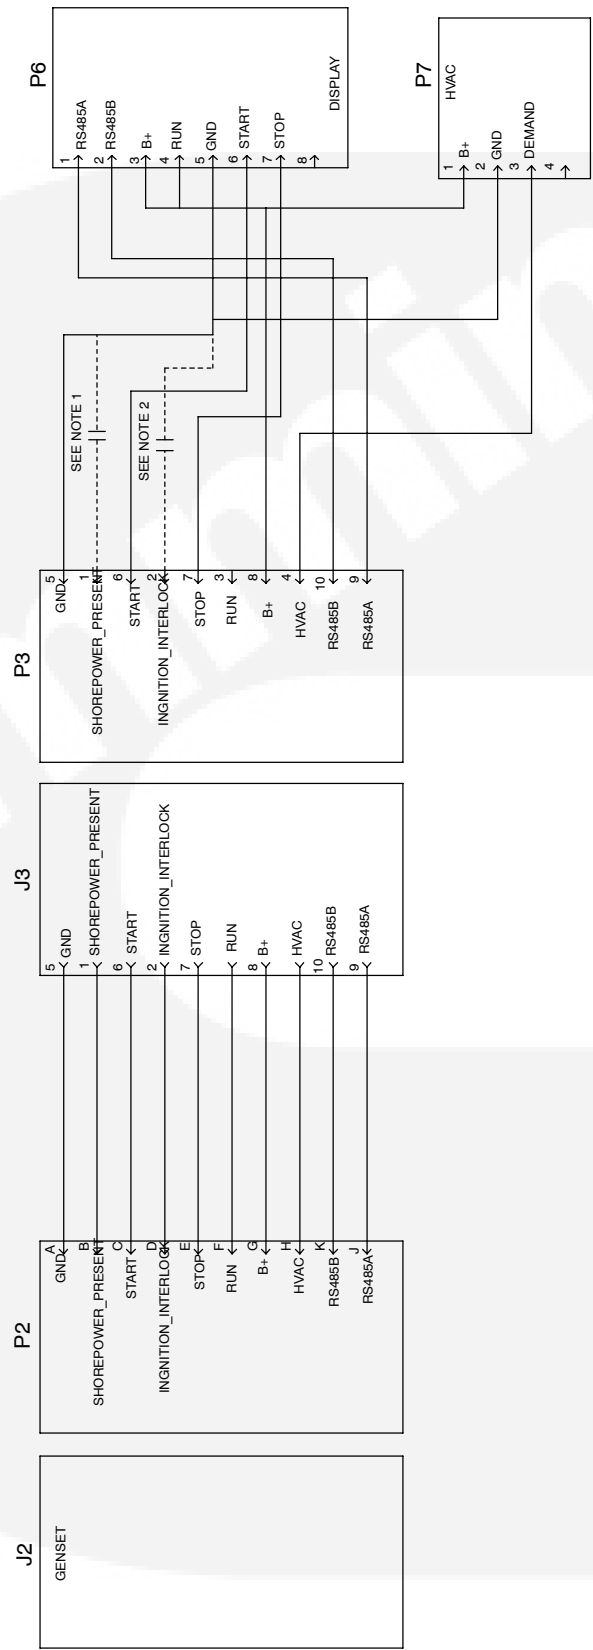 P6
DISPLAY
1
RS485A
2
RS485B
3
B+
4
RUN
5
GND
6
START
7
STOP
8
P7
HVAC
1
B+
2
GND
3
DEMAND
4
SEE NOTE 1
SEE NOTE 2
P3
5
GND
1
SHOREPOWER_PRESENT
6
START
2
INGNITION_INTERLOCK
7
STOP
3
RUN
8
B+
4
HVAC
10
RS485B
9
RS485A
J3
5
GND
1
SHOREPOWER_PRESENT
6
START
2
INGNITION_INTERLOCK
7
STOP
RUN
8
B+
HVAC
10
RS485B
9
RS485A
P2
A
GND
B
SHOREPOWER_PRESENT
C
START
D
INGNITION_INTERLOCK
E
STOP
F
RUN
G
B+
H
HVAC
K
RS485B
J
RS485A
J2
GENSET